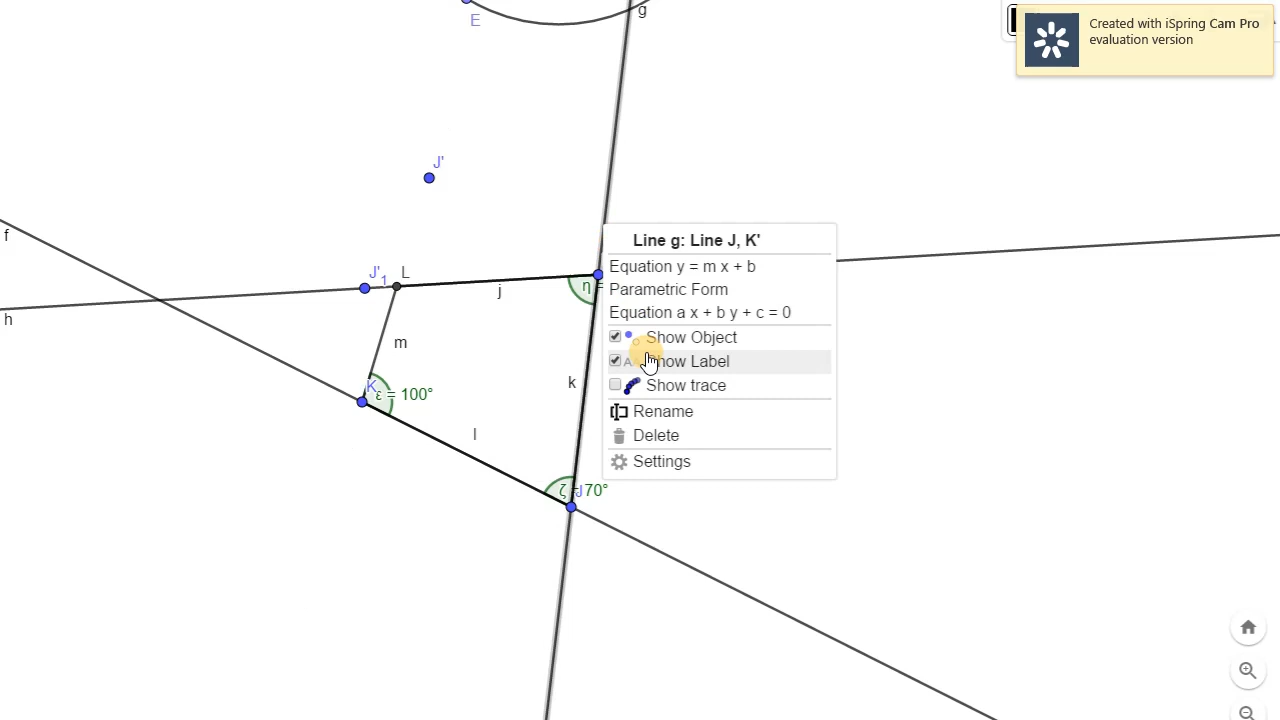 g
E
Created with iSpring Cam Pro
evaluation version
J'
f
Line g: Line J, K'
Equation y = m x + b
J'1
L
j
η =
Parametric Form
h
Equation a x + b y + c = 0
m
Show Object
k
Show Label
K
ε = 100°
Show trace
Rename
l
Delete
Settings
ζ = 70°
J